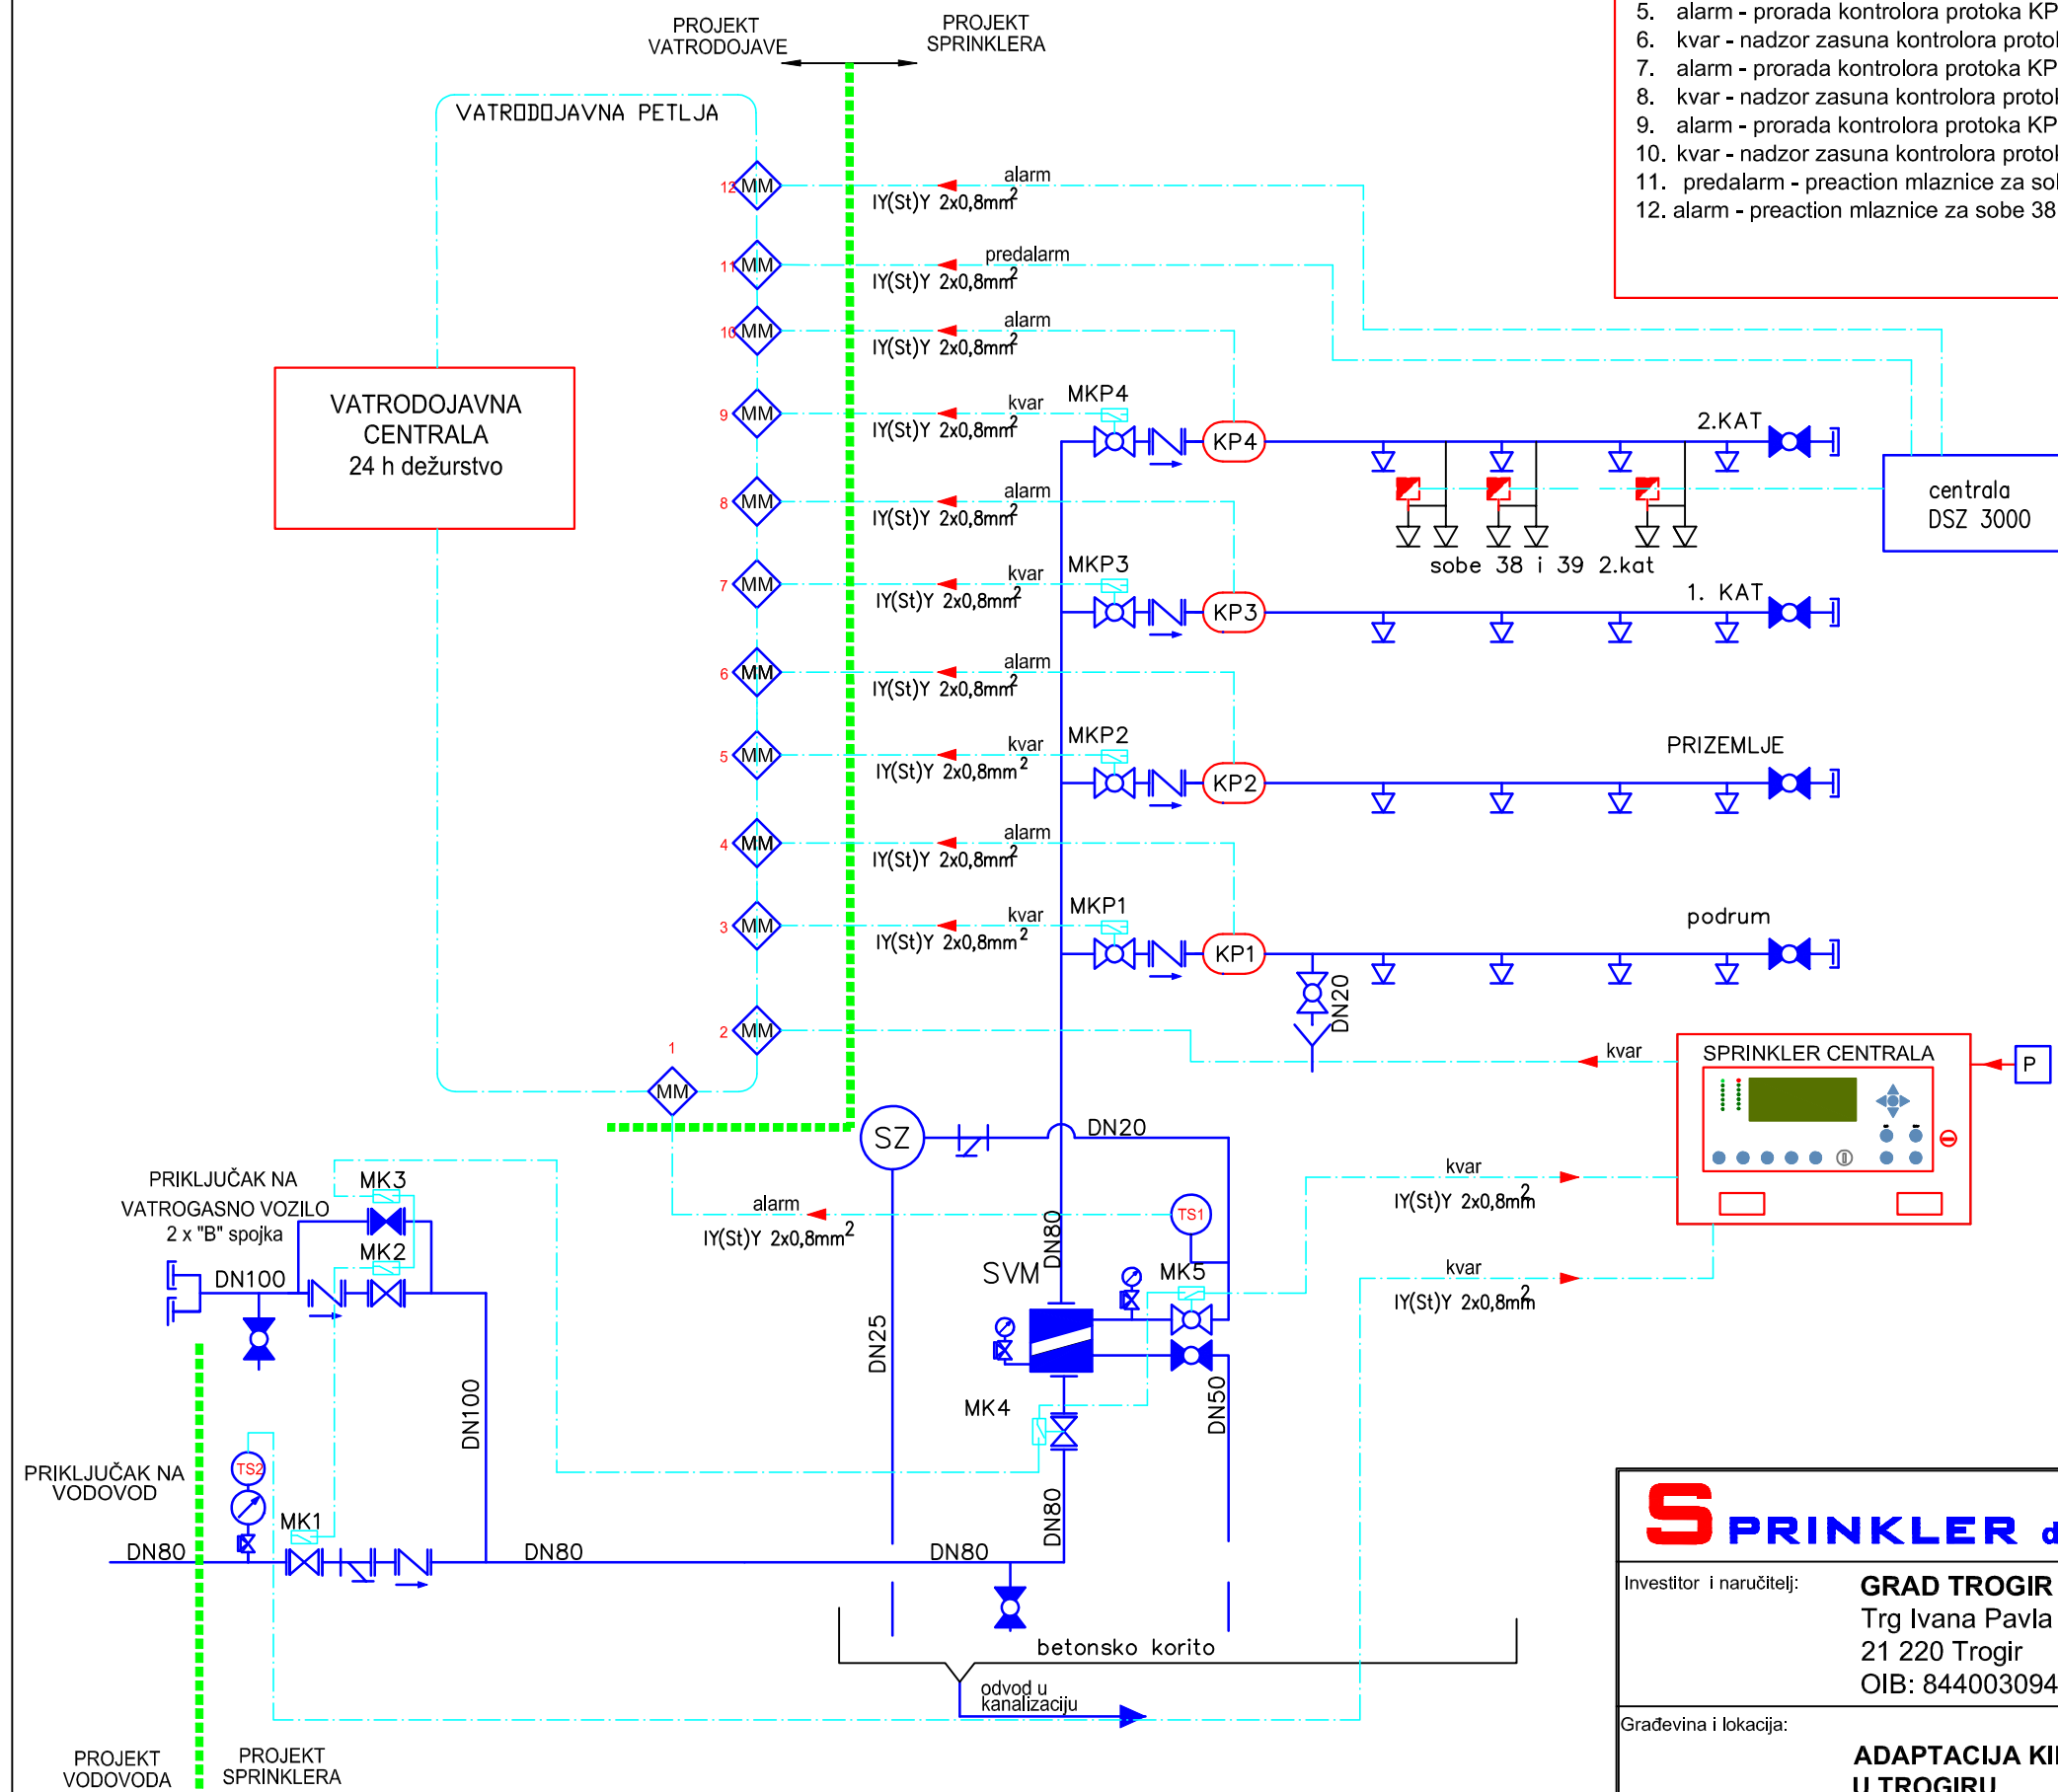 PROJEKT
VATRODOJAVE
PROJEKT
SPRINKLERA
5. alarm - prorada kontrolora protoka KP
6. kvar - nadzor zasuna kontrolora
7. alarm - prorada kontrolora protoka KP
8. kvar - nadzor zasuna kontrolora
9. alarm - prorada kontrolora protoka KP
10. kvar - nadzor zasuna kontrolora
11. predalarm - preaction mlaznice za
12. alarm - preaction mlaznice za sobe 38
VATRODOJAVNA PETLJA
12 MM
alarm
IY(St)Y 2x0,8mm²
11 MM
predalarm
IY(St)Y 2x0,8mm²
10 MM
alarm
IY(St)Y 2x0,8mm²
VATRODOJAVNA
CENTRALA
24 h dežurstvo
9 MM
kvar
IY(St)Y 2x0,8mm²
MKP4
KP4
2.KAT
centrala
DSZ 3000
8 MM
alarm
IY(St)Y 2x0,8mm²
sobe 38 i 39 2.kat
7 MM
kvar
IY(St)Y 2x0,8mm²
MKP3
KP3
1. KAT
6 MM
alarm
IY(St)Y 2x0,8mm²
5 MM
kvar
IY(St)Y 2x0,8mm²
MKP2
KP2
PRIZEMLJE
4 MM
alarm
IY(St)Y 2x0,8mm²
3 MM
kvar
IY(St)Y 2x0,8mm²
MKP1
KP1
podrum
DN20
2 MM
kvar
SPRINKLER CENTRALA
P
1
MM
SZ
DN20
PRIKLJUČAK NA
VATROGASNO VOZILO
2 x "B" spojka
MK3
MK2
DN100
alarm
IY(St)Y 2x0,8mm²
TS1
DN80
kvar
IY(St)Y 2x0,8mm²
SVM
MK5
kvar
IY(St)Y 2x0,8mm²
DN25
DN100
MK4
DN50
PRIKLJUČAK NA
VODOVOD
TS2
MK1
DN80
DN80
DN80
DN80
betonsko korito
odvod u
kanalizaciju
PROJEKT
VODOVODA
PROJEKT
SPRINKLERA
SPRINKLER d
Investitor i naručitelj:
GRAD TROGIR
Trg Ivana Pavla
21 220 Trogir
OIB: 844003094
Građevina i lokacija:
ADAPTACIJA
U TROGIRU